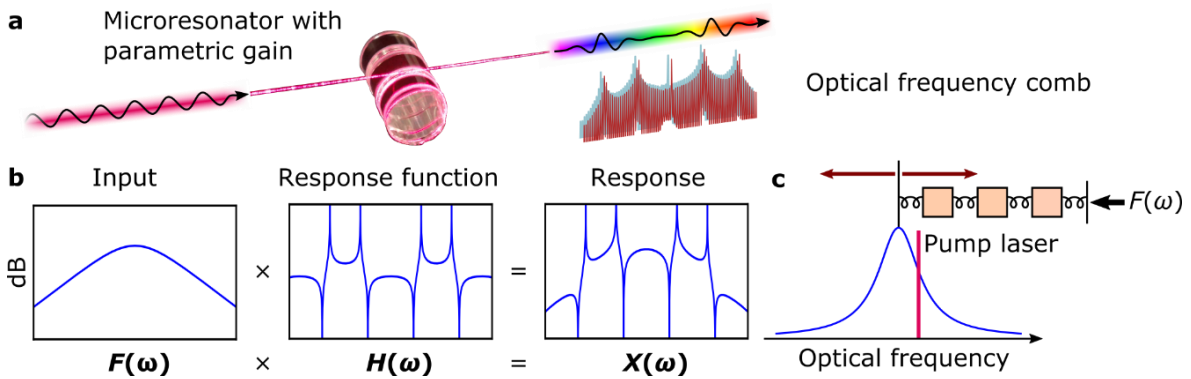 a
Microresonator with
parametric gain
Optical frequency comb
b
Input
Response function
Response
dB
×
=
F(ω)
×
H(ω)
=
X(ω)
c
F(ω)
Pump laser
Optical frequency